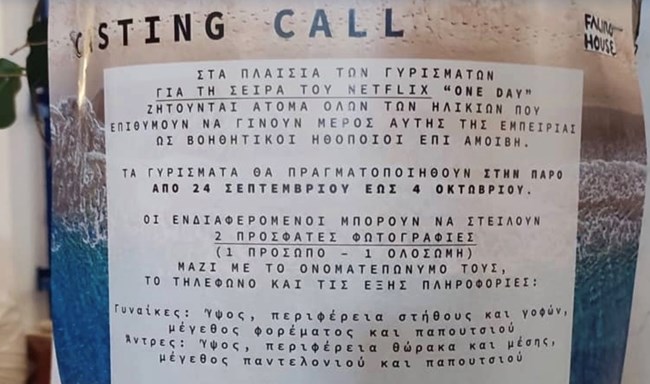 CASTING CALL
FALIRO HOUSE
ΣΤΑ ΠΛΑΙΣΙΑ ΤΩΝ ΓΥΡΙΣΜΑΤΩΝ
ΓΙΑ ΤΗ ΣΕΙΡΑ ΤΟΥ NETFLIX “ONE DAY”
ΖΗΤΟΥΝΤΑΙ ΑΤΟΜΑ ΟΛΩΝ ΤΩΝ ΗΛΙΚΙΩΝ ΠΟΥ
ΕΠΙΘΥΜΟΥΝ ΝΑ ΓΙΝΟΥΝ ΜΕΡΟΣ ΑΥΤΗΣ ΤΗΣ ΕΜΠΕΙΡΙΑΣ
ΩΣ ΒΟΗΘΗΤΙΚΟΙ ΗΘΟΠΟΙΟΙ ΕΠΙ ΑΜΟΙΒΗ.
ΤΑ ΓΥΡΙΣΜΑΤΑ ΘΑ ΠΡΑΓΜΑΤΟΠΟΙΗΘΟΥΝ ΣΤΗΝ ΠΑΡΟ
ΑΠΟ 24 ΣΕΠΤΕΜΒΡΙΟΥ ΕΩΣ 4 ΟΚΤΩΒΡΙΟΥ.
ΟΙ ΕΝΔΙΑΦΕΡΟΜΕΝΟΙ ΜΠΟΡΟΥΝ ΝΑ ΣΤΕΙΛΟΥΝ
2 ΠΡΟΣΦΑΤΕΣ ΦΩΤΟΓΡΑΦΙΕΣ
(1 ΠΡΟΣΩΠΟ – 1 ΟΛΟΣΩΜΗ)
ΜΑΖΙ ΜΕ ΤΟ ΟΝΟΜΑΤΕΠΩΝΥΜΟ ΤΟΥΣ,
ΤΟ ΤΗΛΕΦΩΝΟ ΚΑΙ ΤΙΣ ΕΞΗΣ ΠΛΗΡΟΦΟΡΙΕΣ:
Γυναίκες: Ύψος, περιφέρεια στήθους και γοφών,
μέγεθος φορέματος και παπουτσιού
Άντρες: Ύψος, περιφέρεια θώρακα και μέσης,
μέγεθος παντελονιού και παπουτσιού